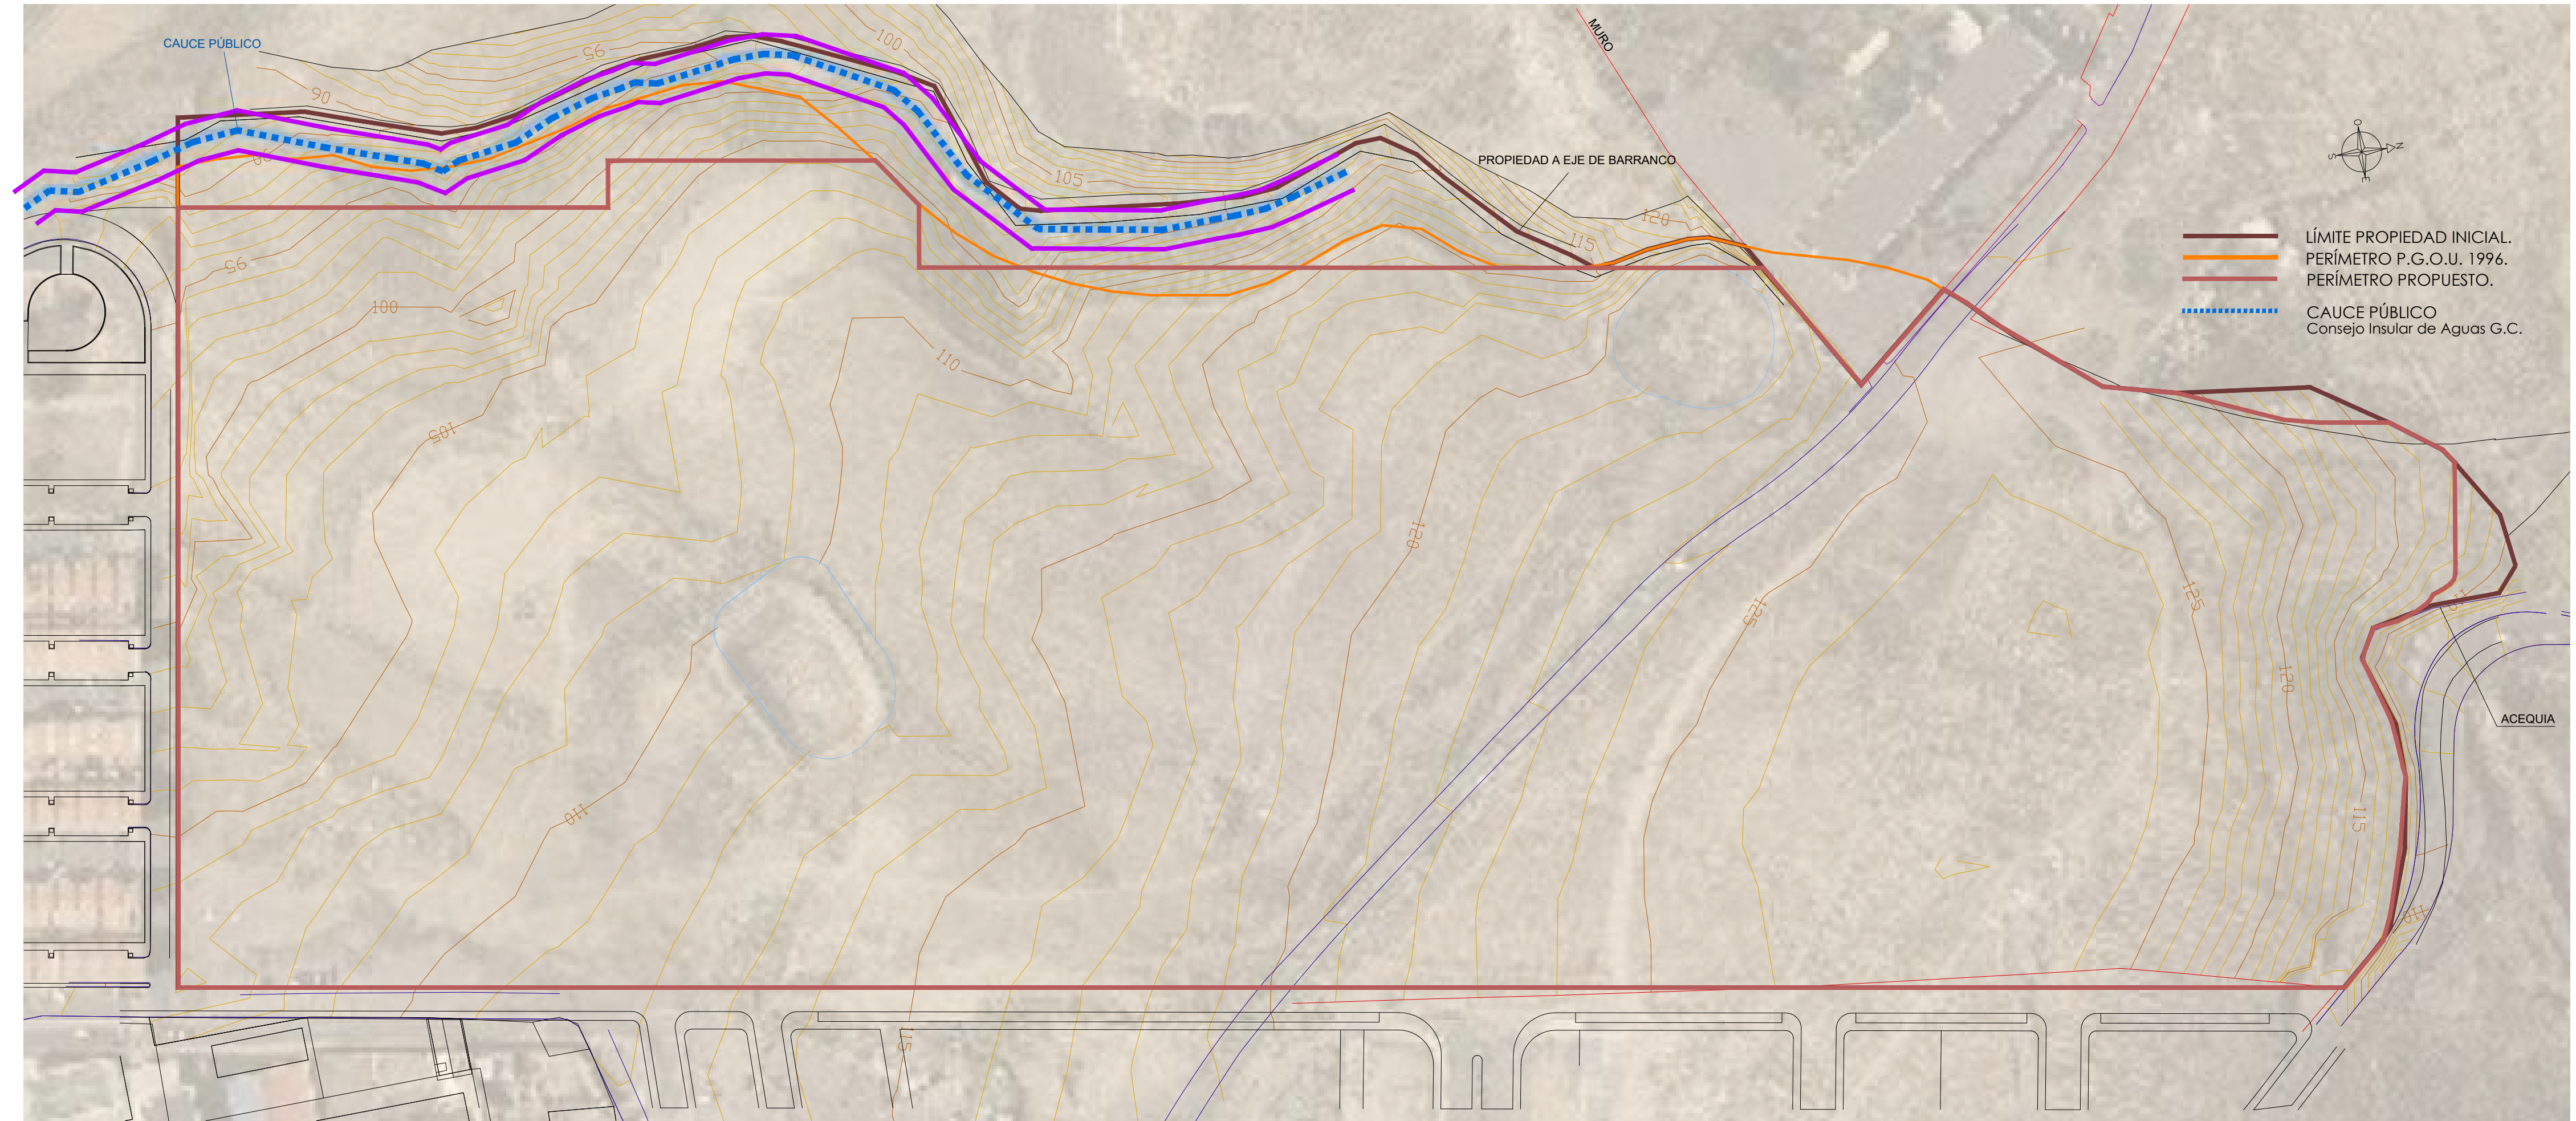 CAUCE PÚBLICO
MURO
PROPIEDAD A EJE DE BARRANCO
O
S
N
E
LÍMITE PROPIEDAD INICIAL.
PERÍMETRO P.G.O.U. 1996.
PERÍMETRO PROPUESTO.
CAUCE PÚBLICO
Consejo Insular de Aguas G.C.
ACEQUIA
90
95
100
105
120
115
90
95
100
105
110
110
120
125
125
120
115
110
115